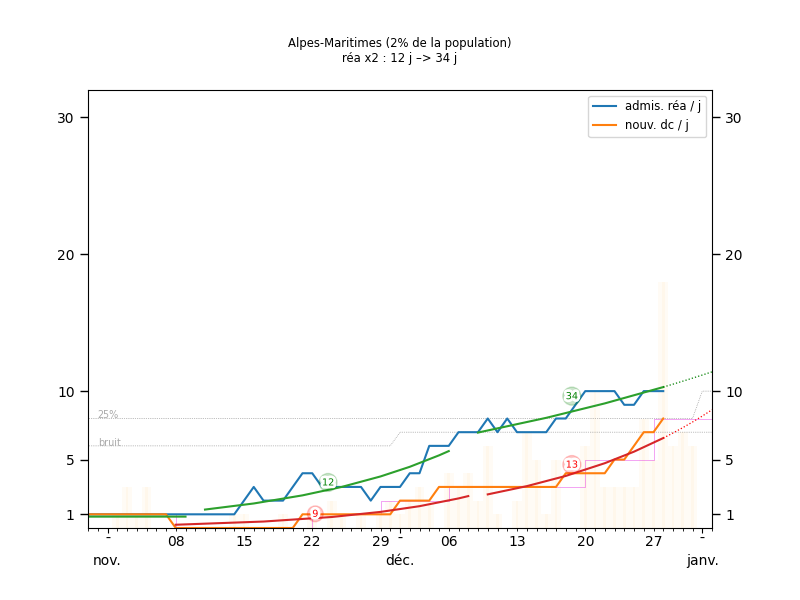 Alpes-Maritimes (2% de la population)
réa x2 : 12 j –> 34 j
admis. réa / j
nouv. dc / j
30 30
20 20
10 10
5 5
1 1
25%
bruit
34
12
13
9
- 08 15 22 29 - 06 13 20 27 -
nov. déc. janv.